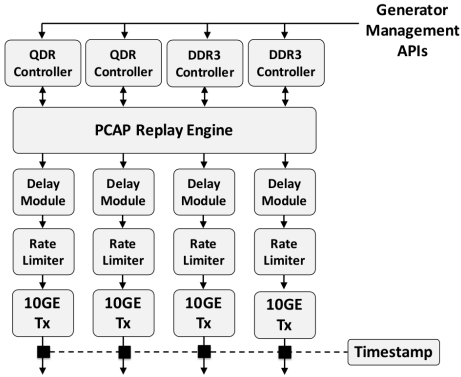 Generator
Management
APIs
QDR
Controller
QDR
Controller
DDR3
Controller
DDR3
Controller
PCAP Replay Engine
Delay
Module
Delay
Module
Delay
Module
Delay
Module
Rate
Limiter
Rate
Limiter
Rate
Limiter
Rate
Limiter
10GE
Tx
10GE
Tx
10GE
Tx
10GE
Tx
Timestamp